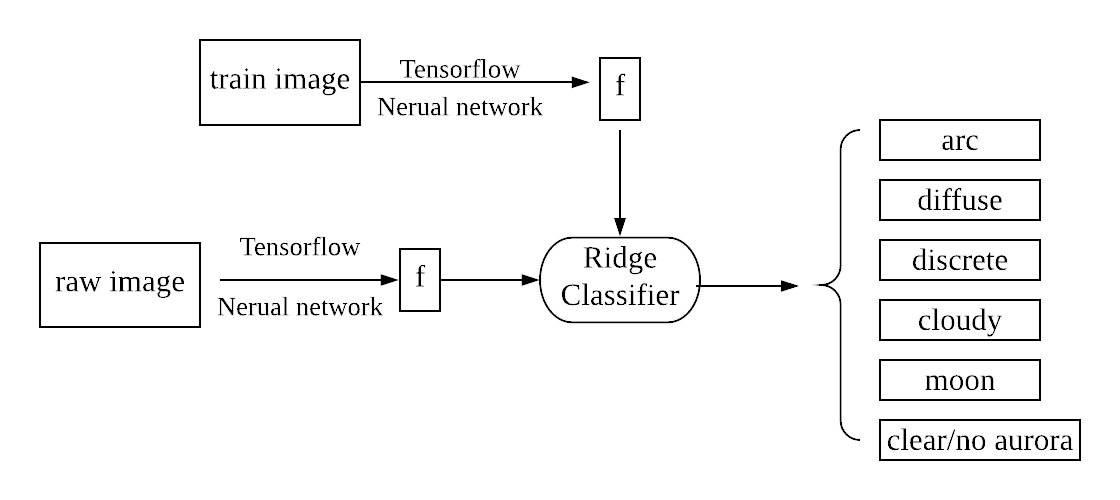 train image
Tensorflow
Nerual network
f
raw image
Tensorflow
Nerual network
f
Ridge
Classifier
arc
diffuse
discrete
cloudy
moon
clear/no aurora